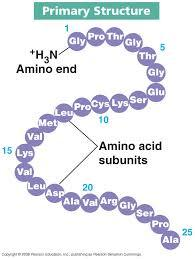 Primary Structure
1
5
+H3N
Gly Pro Thr Gly
Thr
Gly
Amino end
Glu
Leu Pro Cys Lys Ser
Met
10
Val
15
Lys
Amino acid
subunits
Val
20
Leu Asp
Ala Val Arg Gly Ser
Pro
25
Ala